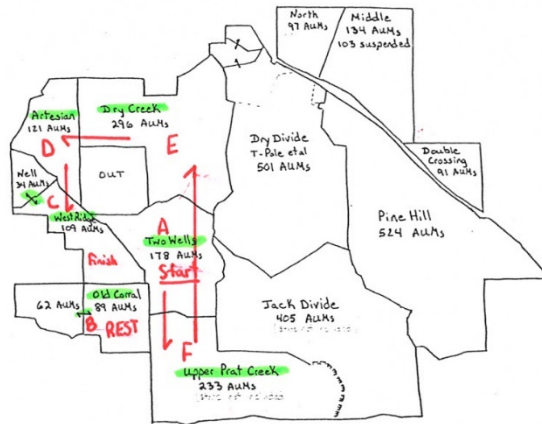 North
97 AUMs
Middle
134 AUMs
103 suspended
Artesian
121 AUMs
D
Dry Creek
296 AUMs
E
Dry Divide
T-Pole etal
501 AUMs
Double
Crossing
91 AUMs
Well
34 AUMs
OUT
C
West Ridge
109 AUMs
Finish
A
Two Wells
178 AUMs
Start
Pine Hill
524 AUMs
62 AUMs
Old Corral
89 AUMs
B
REST
Jack Divide
405 AUMs
F
Upper Prat Creek
233 AUMs